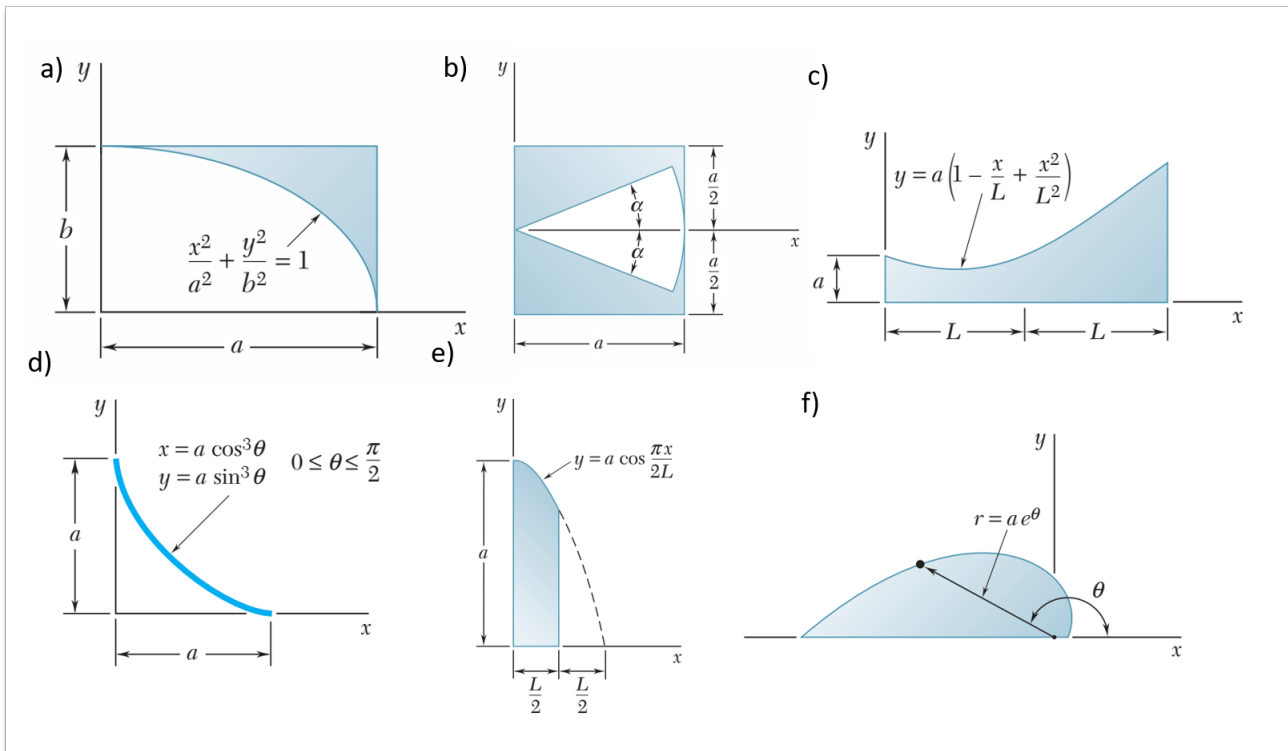 a)
y
b
x²/a² + y²/b² = 1
a
x
b)
y
α
α
a/2
a/2
x
a
c)
y
y = a(1 − x/L + x²/L²)
a
L
L
x
d)
y
x = a cos³θ
y = a sin³θ
0 ≤ θ ≤ π/2
a
a
x
e)
y
y = a cos πx/2L
a
x
L/2
L/2
f)
y
r = a e^θ
θ
x